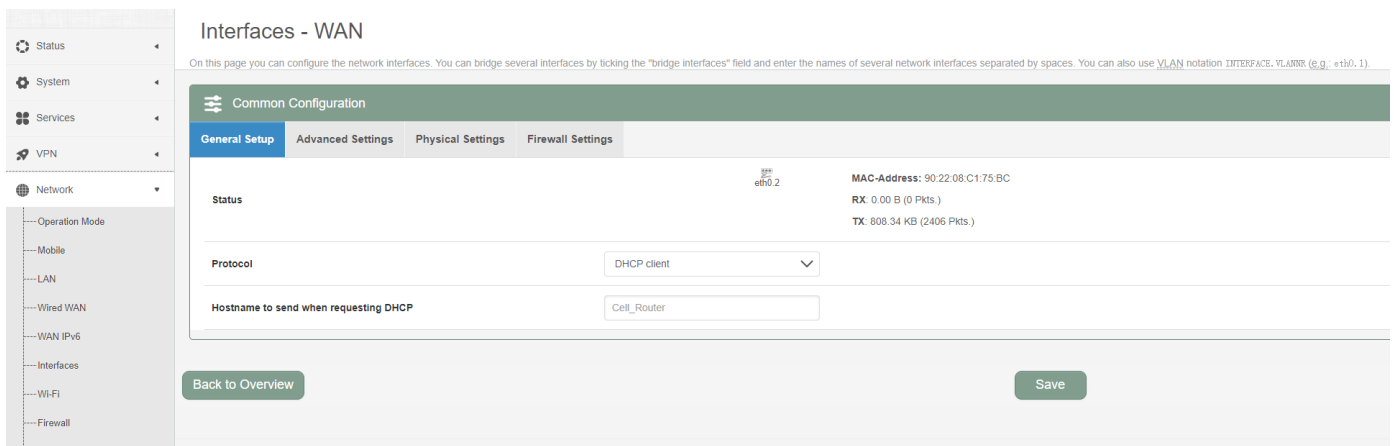 Interfaces - WAN
On this page you can configure the network interfaces. You can bridge several interfaces by ticking the "bridge interfaces" field and enter the names of several network interfaces separated by spaces. You can also use VLAN notation INTERFACE.VLANNR (e.g.: eth0.1).
Status
System
Services
VPN
Network
Operation Mode
Mobile
LAN
Wired WAN
WAN IPv6
Interfaces
Wi-Fi
Firewall
Common Configuration
General Setup Advanced Settings Physical Settings Firewall Settings
Status
eth0.2
MAC-Address: 90:22:08:C1:75:BC
RX: 0.00 B (0 Pkts.)
TX: 808.34 KB (2406 Pkts.)
Protocol DHCP client
Hostname to send when requesting DHCP Cell_Router
Back to Overview Save